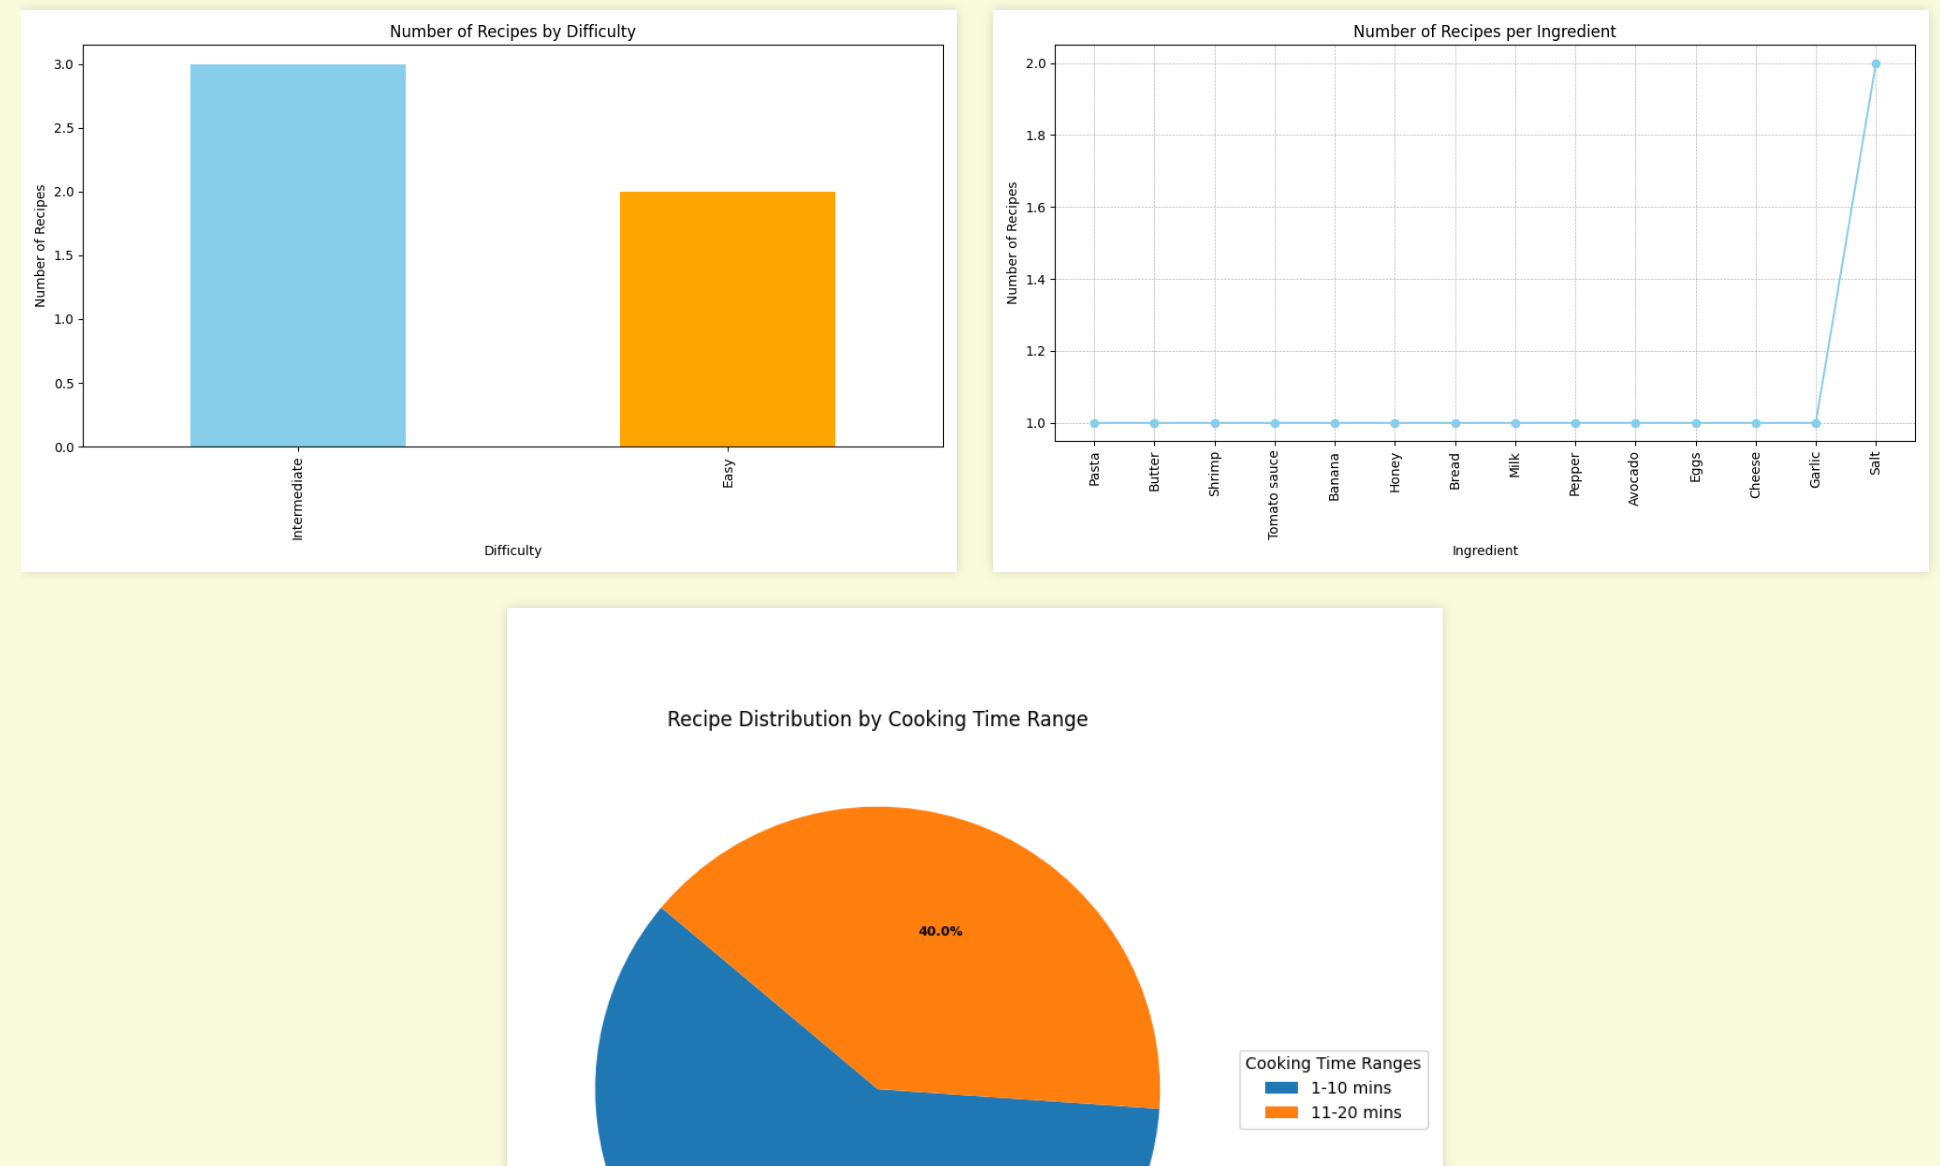 Number of Recipes by Difficulty
Number of Recipes
3.0
2.5
2.0
1.5
1.0
0.5
0.0
Intermediate
Easy
Difficulty
Number of Recipes per Ingredient
Number of Recipes
2.0
1.8
1.6
1.4
1.2
1.0
Pasta
Butter
Shrimp
Tomato sauce
Banana
Honey
Bread
Milk
Pepper
Avocado
Eggs
Cheese
Garlic
Salt
Ingredient
Recipe Distribution by Cooking Time Range
40.0%
Cooking Time Ranges
1-10 mins
11-20 mins